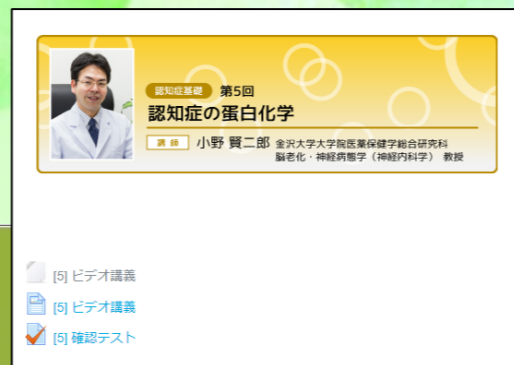 認知症基礎 第5回
認知症の蛋白化学
講師 小野 賢二郎 金沢大学大学院医薬保健学総合研究科
脳老化・神経病態学（神経内科学） 教授
[5] ビデオ講義
[5] ビデオ講義
[5] 確認テスト